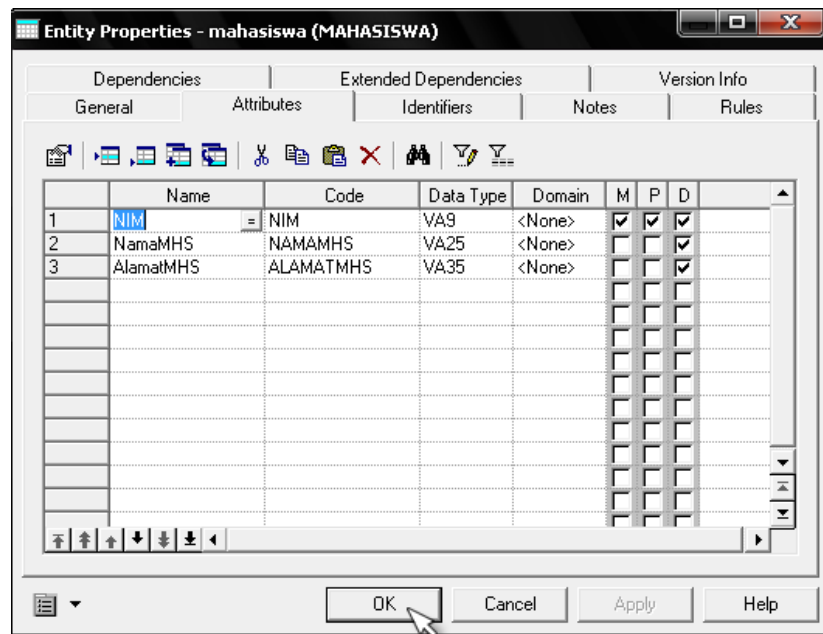 Entity Properties - mahasiswa (MAHASISWA)
Dependencies Extended Dependencies Version Info
General Attributes Identifiers Notes Rules
Name Code Data Type Domain M P D
1 NIM = NIM VA9 <None>
2 NamaMHS NAMAMHS VA25 <None>
3 AlamatMHS ALAMATMHS VA35 <None>
OK Cancel Apply Help